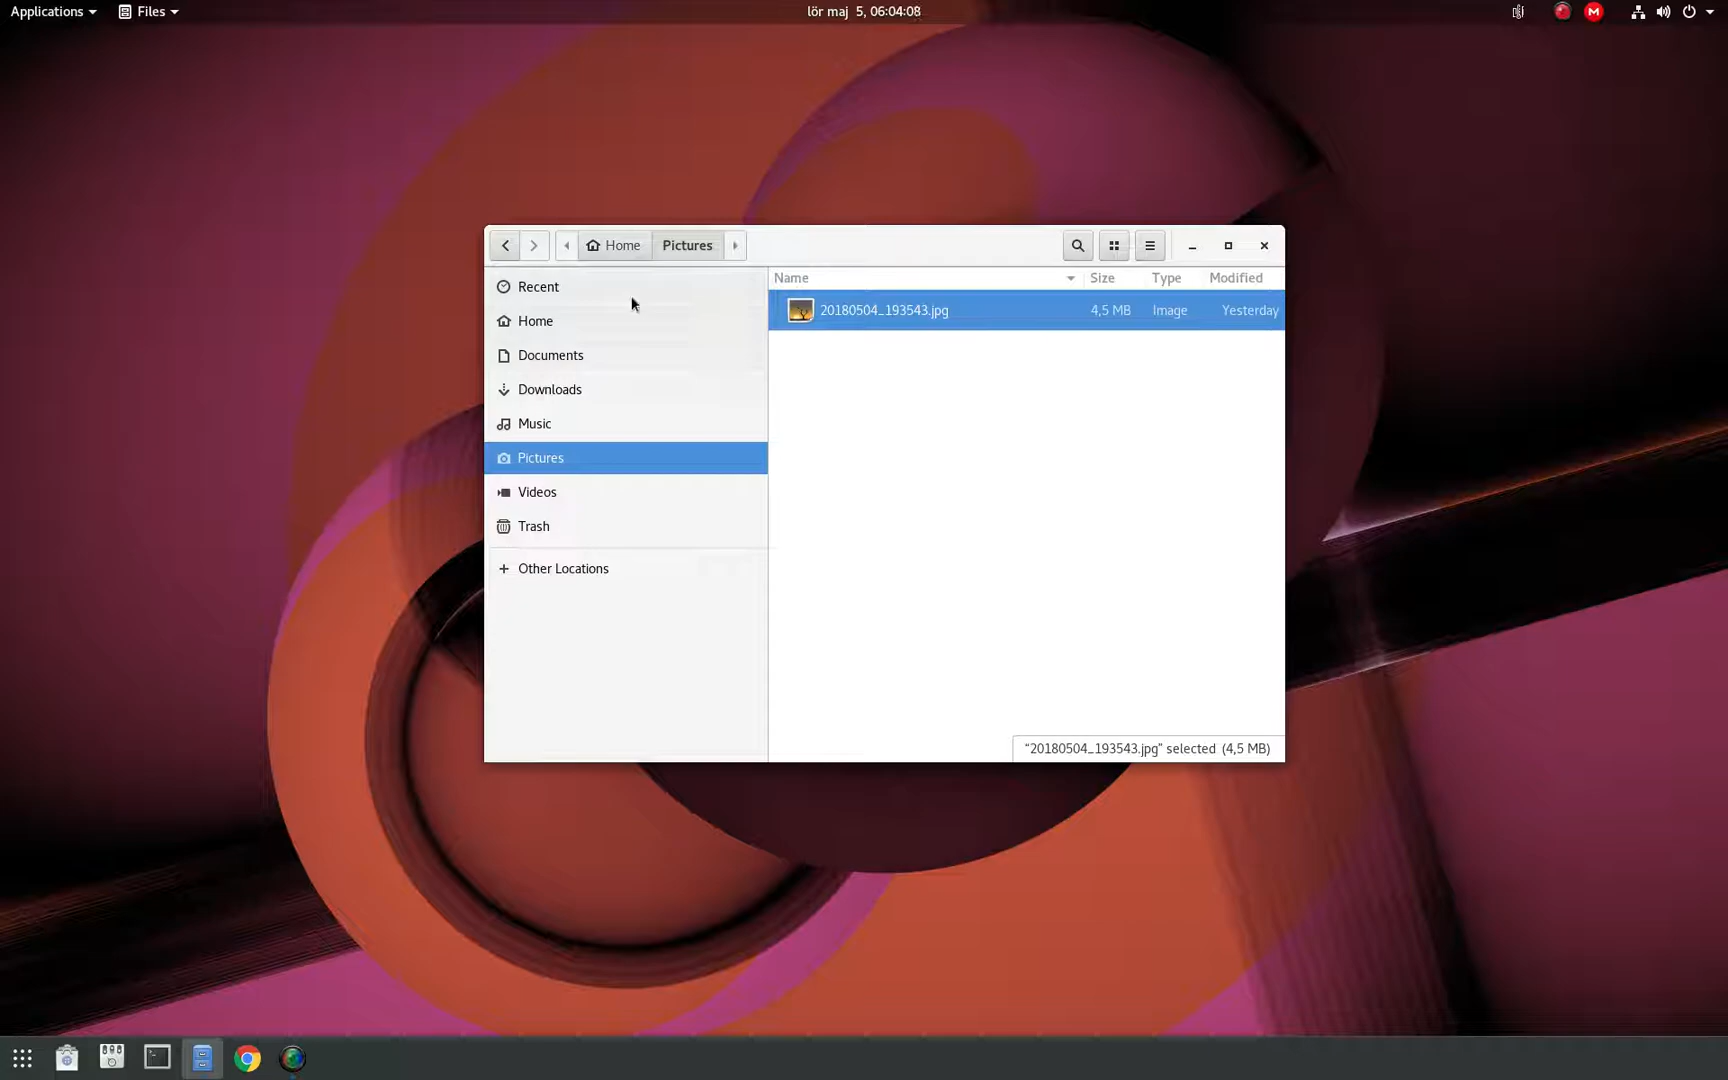 Applications Files lör maj 5, 06:04:08 M
Home Pictures
Recent
Home
Documents
Downloads
Music
Pictures
Videos
Trash
Other Locations
Name Size Type Modified
20180504_193543.jpg 4,5 MB Image Yesterday
“20180504_193543.jpg” selected (4,5 MB)